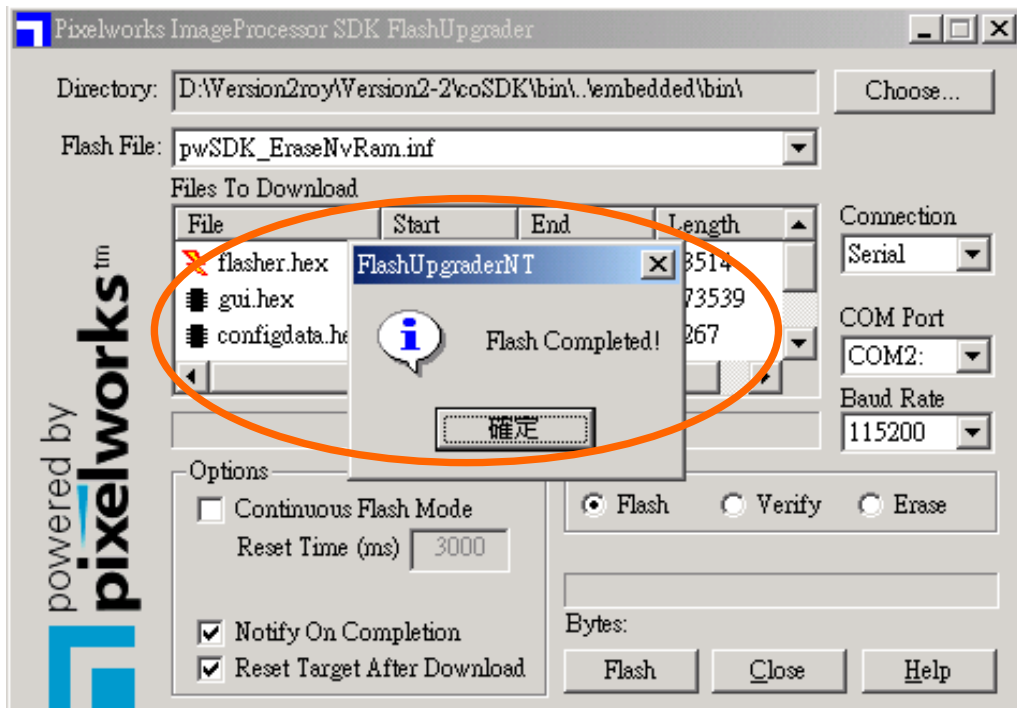 Pixelworks ImageProcessor SDK FlashUpgrader
Directory: D:\Version2roy\Version2-2\coSDK\bin\..\embedded\bin\ Choose...
Flash File: pwSDK_EraseNvRam.inf
Files To Download
File Start End Length
flasher.hex 3514
gui.hex 73539
configdata.he 267
FlashUpgraderNT
Flash Completed!
確定
Connection
Serial
COM Port
COM2:
Baud Rate
115200
Options
Continuous Flash Mode
Reset Time (ms) 3000
Notify On Completion
Reset Target After Download
Flash Verify Erase
Bytes:
Flash Close Help
powered by
pixelworks tm